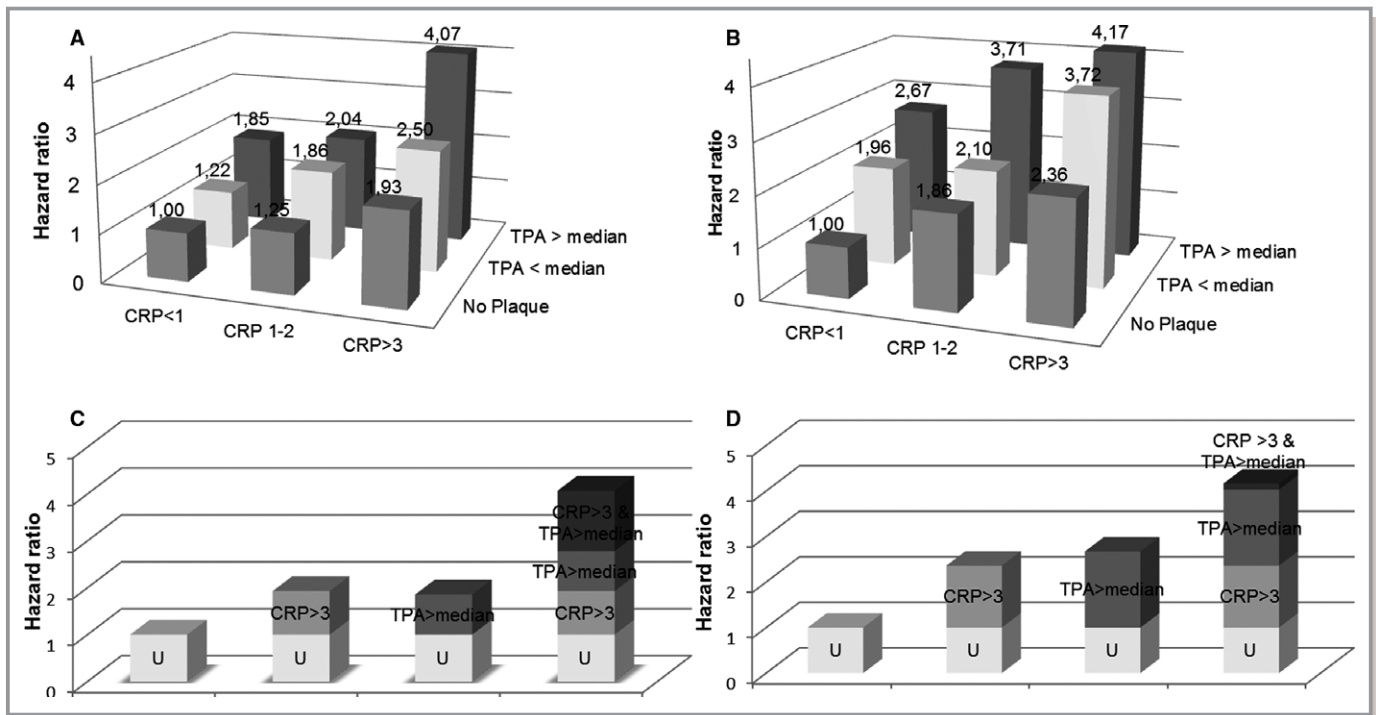 A
4,07
4
3
2
1
0
Hazard ratio
1,85
2,04
2,50
1,22
1,86
1,93
1,00
1,25
TPA > median
TPA < median
No Plaque
CRP<1
CRP 1-2
CRP>3
B
4,17
3,71
3,72
4
3
2
1
0
Hazard ratio
2,67
1,96
2,10
2,36
1,86
1,00
TPA > median
TPA < median
No Plaque
CRP<1
CRP 1-2
CRP>3
C
5
4
3
2
1
0
Hazard ratio
CRP>3 &
TPA>median
TPA>median
CRP>3
TPA>median
CRP>3
U
U
U
U
D
5
4
3
2
1
0
Hazard ratio
CRP >3 &
TPA>median
TPA>median
CRP>3
TPA>median
CRP>3
U
U
U
U